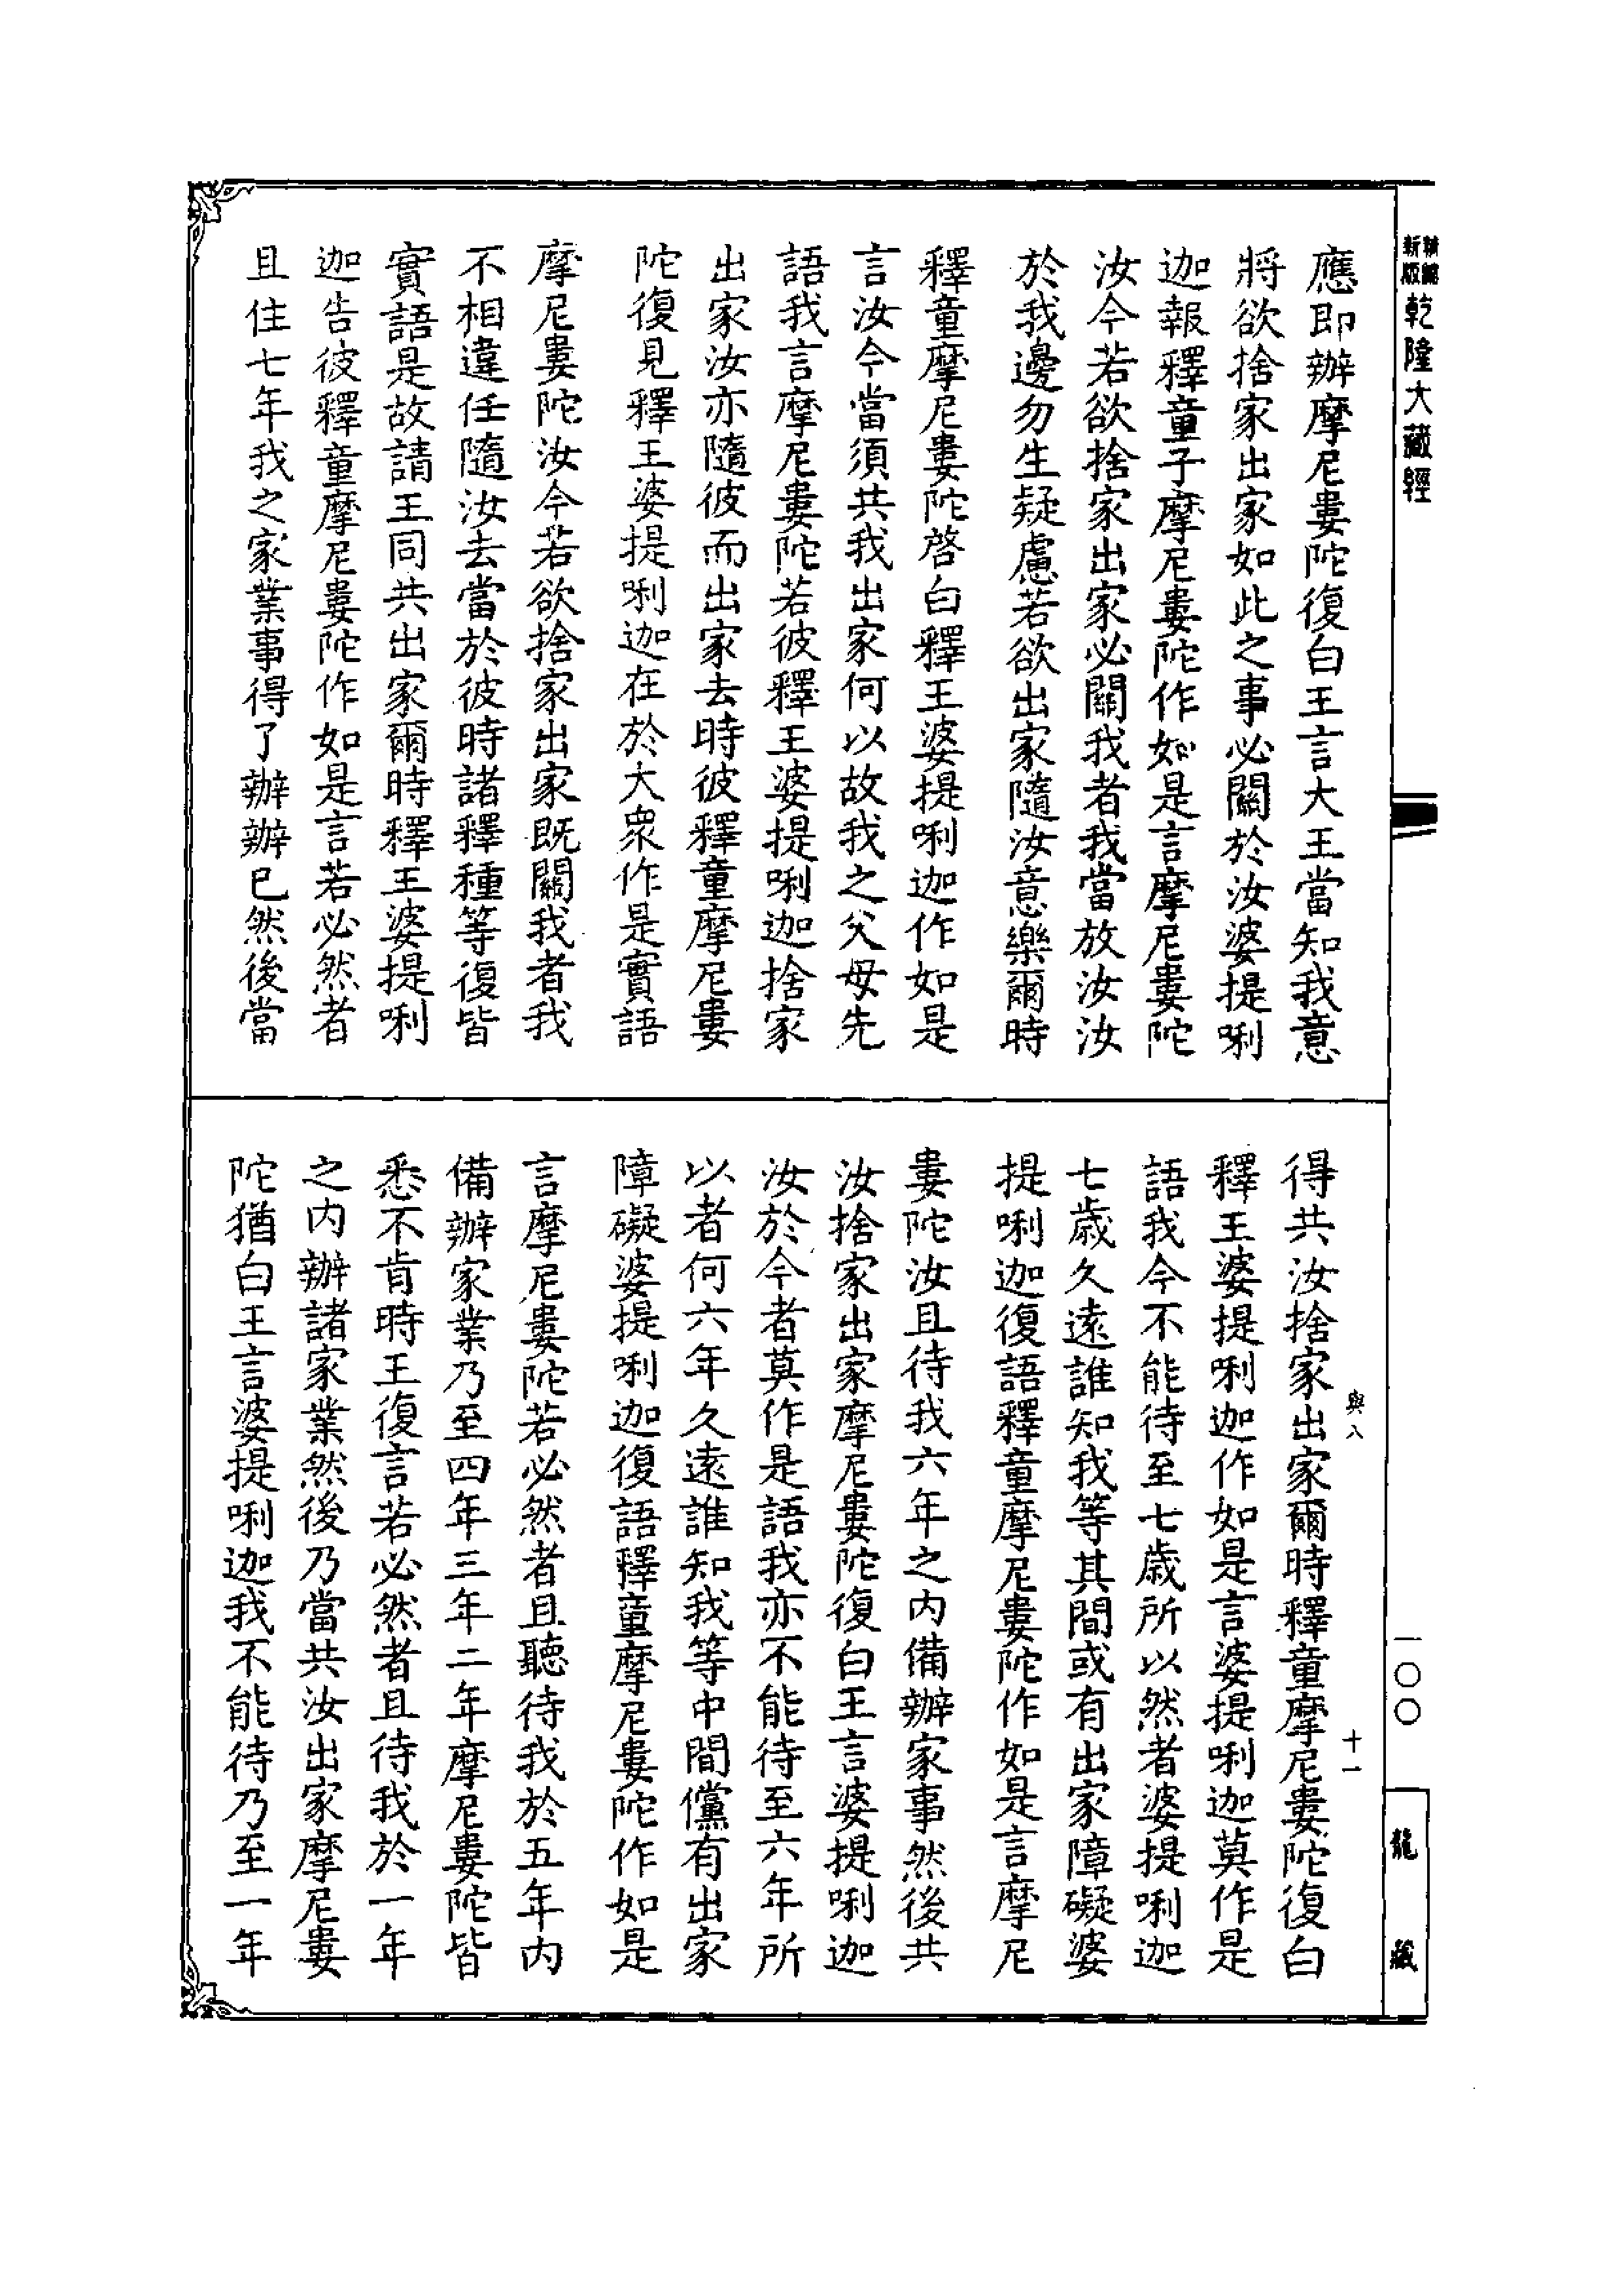 新版
精縮
乾隆大藏經
應即辦摩尼婁陀復白王言大王當知我意
將欲捨家出家如此之事必關於汝婆提唎
迦報釋童子摩尼婁陀作如是言摩尼婁陀
汝今若欲捨家出家必關我者我當放汝汝
於我邊勿生疑慮若欲出家隨汝意樂爾時
釋童摩尼婁陀啓白釋王婆提唎迦作如是
言汝今當須共我出家何以故我之父母先
語我言摩尼婁陀若彼釋王婆提唎迦捨家
出家汝亦隨彼而出家去時彼釋童摩尼婁
陀復見釋王婆提唎迦在於大衆作是實語
摩尼婁陀汝今若欲捨家出家既關我者我
不相違任隨汝去當於彼時諸釋種等復皆
實語是故請王同共出家爾時釋王婆提唎
迦告彼釋童摩尼婁陀作如是言若必然者
且住七年我之家業事得了辦辦已然後當
得共汝捨家出家爾時釋童摩尼婁陀復白
釋王婆提唎迦作如是言婆提唎迦莫作是
語我今不能待至七歲所以然者婆提唎迦
七歲久遠誰知我等其間或有出家障礙婆
提唎迦復語釋童摩尼婁陀作如是言摩尼
婁陀汝且待我六年之內備辦家事然後共
汝捨家出家摩尼婁陀復白王言婆提唎迦
汝於今者莫作是語我亦不能待至六年所
以者何六年久遠誰知我等中間儻有出家
障礙婆提唎迦復語釋童摩尼婁陀作如是
言摩尼婁陀若必然者且聽待我於五年內
備辦家業乃至四年三年二年摩尼婁陀皆
悉不肯時王復言若必然者且待我於一年
之內辦諸家業然後乃當共汝出家摩尼婁
陀猶白王言婆提唎迦我不能待乃至一年
與八
十一
一〇〇
龍藏